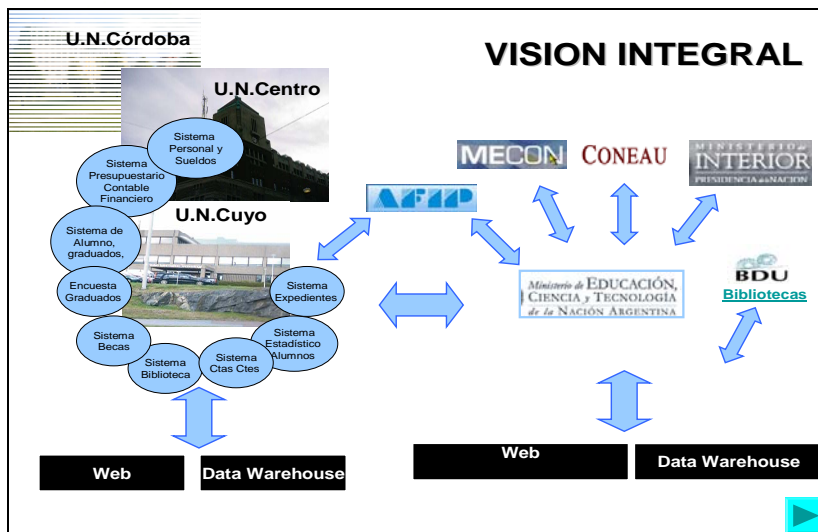 U.N.Córdoba
VISION INTEGRAL
U.N.Centro
Sistema
Personal y
Sueldos
Sistema
Presupuestario
Contable
Financiero
MECON
CONEAU
MINISTERIO del
INTERIOR
PRESIDENCIA de la NACION
AFIP
U.N.Cuyo
Sistema de
Alumno,
graduados,
Encuesta
Graduados
Sistema
Expedientes
Ministerio de EDUCACIÓN,
CIENCIA y TECNOLOGÍA
de la NACIÓN ARGENTINA
BDU
Bibliotecas
Sistema
Becas
Sistema
Biblioteca
Sistema
Ctas Ctes
Sistema
Estadístico
Alumnos
Web
Data Warehouse
Web
Data Warehouse